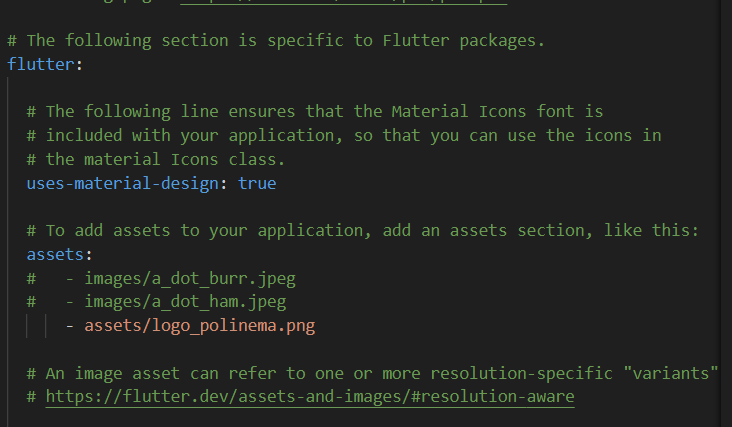 # The following section is specific to Flutter packages.
flutter:
# The following line ensures that the Material Icons font is
# included with your application, so that you can use the icons in
# the material Icons class.
uses-material-design: true
# To add assets to your application, add an assets section, like this:
assets:
#   - images/a_dot_burr.jpeg
#   - images/a_dot_ham.jpeg
- assets/logo_polinema.png
# An image asset can refer to one or more resolution-specific "variants"
# https://flutter.dev/assets-and-images/#resolution-aware